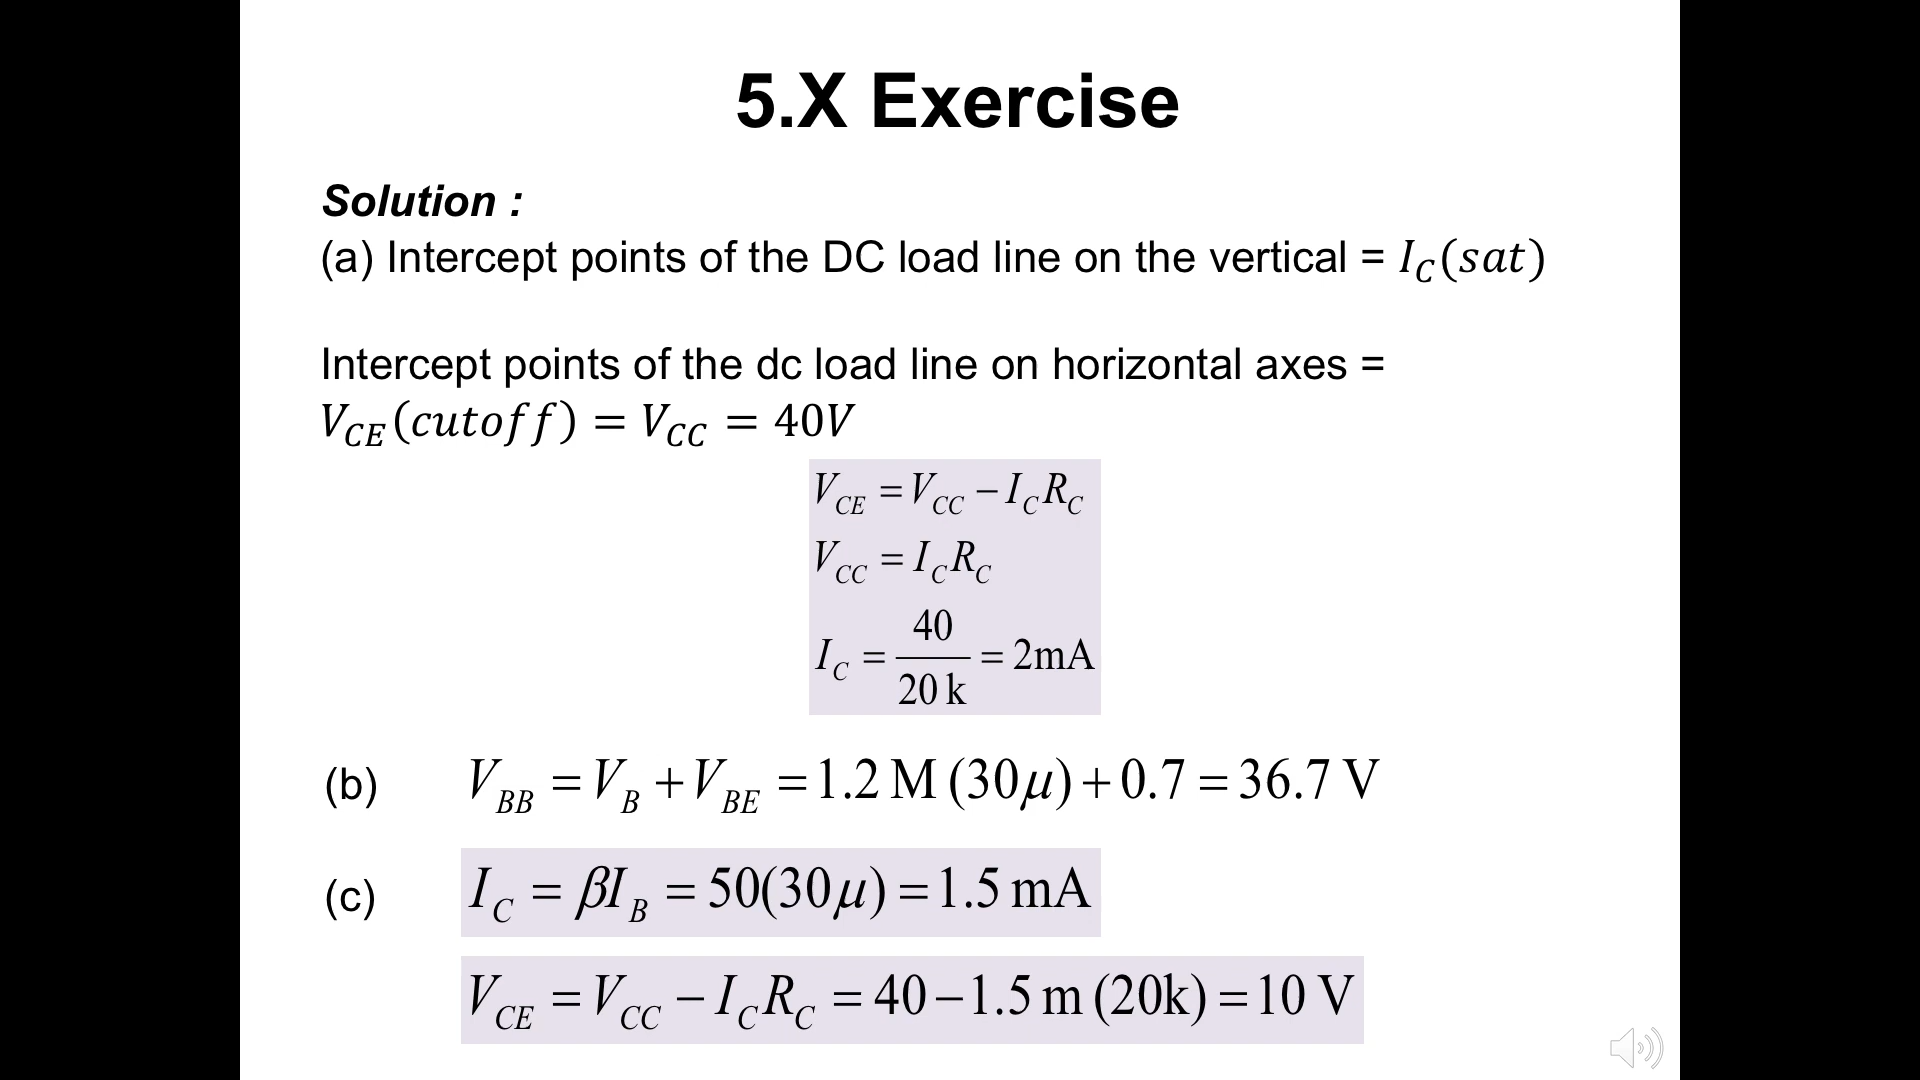 5.X Exercise
Solution :
(a) Intercept points of the DC load line on the vertical = I_C(sat)
Intercept points of the dc load line on horizontal axes =
V_CE(cutoff) = V_CC = 40V
V_CE = V_CC − I_C R_C
V_CC = I_C R_C
I_C = 40 / 20 k = 2mA
(b) V_BB = V_B + V_BE = 1.2 M (30μ) + 0.7 = 36.7 V
(c) I_C = βI_B = 50(30μ) = 1.5 mA
V_CE = V_CC − I_C R_C = 40 − 1.5 m (20k) = 10 V